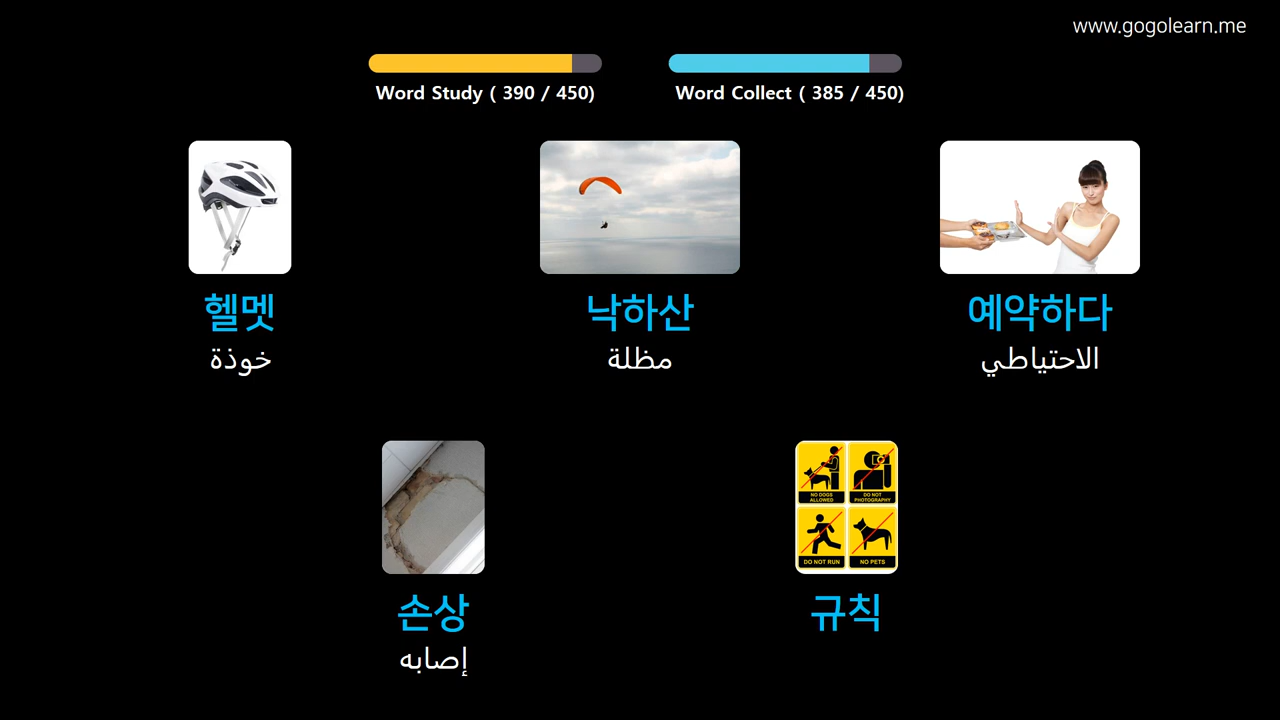 www.gogolearn.me
Word Study ( 390 / 450)
Word Collect ( 385 / 450)
헬멧
خوذة
낙하산
مظلة
예약하다
الاحتياطي
NO DOGS
ALLOWED
DO NOT
PHOTOGRAPHY
DO NOT RUN
NO PETS
손상
إصابه
규칙